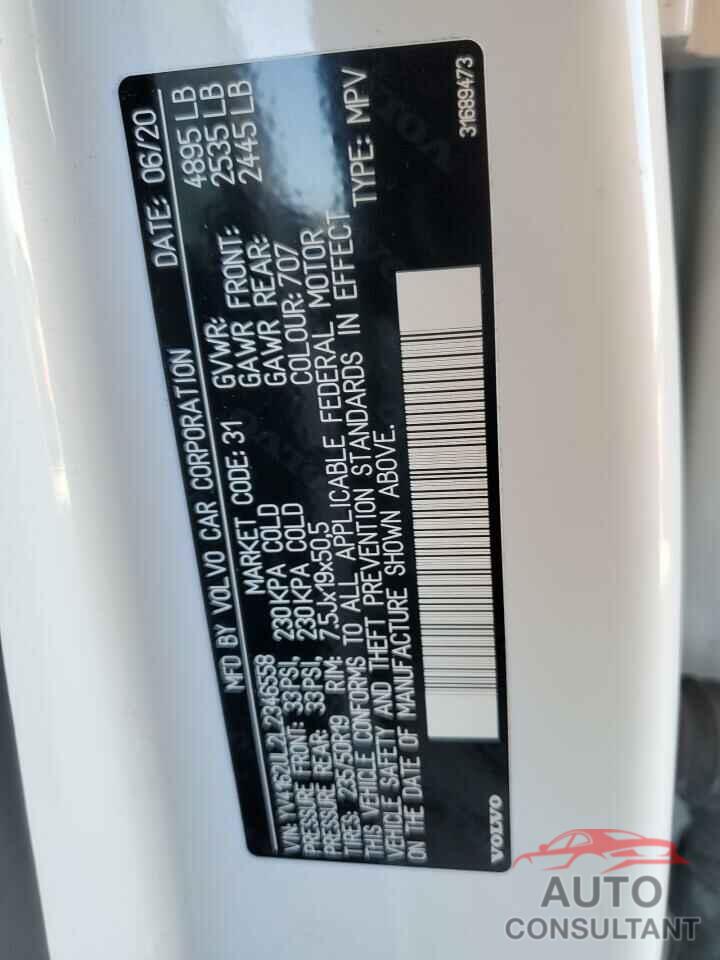 MFD BY VOLVO CAR CORPORATION DATE: 06/20
MARKET CODE: 31 GVWR: 4895 LB
GAWR FRONT: 2535 LB
GAWR REAR: 2445 LB
VIN: YV4162UL2L2346558
PRESSURE FRONT: 33PSI, 230KPA COLD
PRESSURE REAR: 33PSI, 230KPA COLD COLOUR: 707
TIRES: 235/50R19 RIM: 7.5Jx19x50,5
THIS VEHICLE CONFORMS TO ALL APPLICABLE FEDERAL MOTOR
VEHICLE SAFETY AND THEFT PREVENTION STANDARDS IN EFFECT
ON THE DATE OF MANUFACTURE SHOWN ABOVE. TYPE: MPV
VOLVO 31689473
AUTO
CONSULTANT